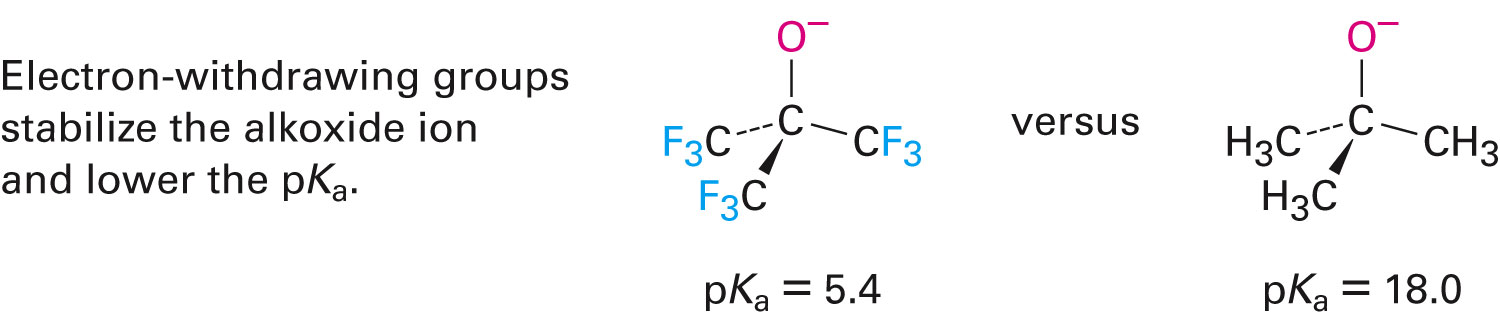 Electron-withdrawing groups
stabilize the alkoxide ion
and lower the pKₐ.
O⁻
C
F₃C
CF₃
F₃C
pKₐ = 5.4
versus
O⁻
C
H₃C
CH₃
H₃C
pKₐ = 18.0